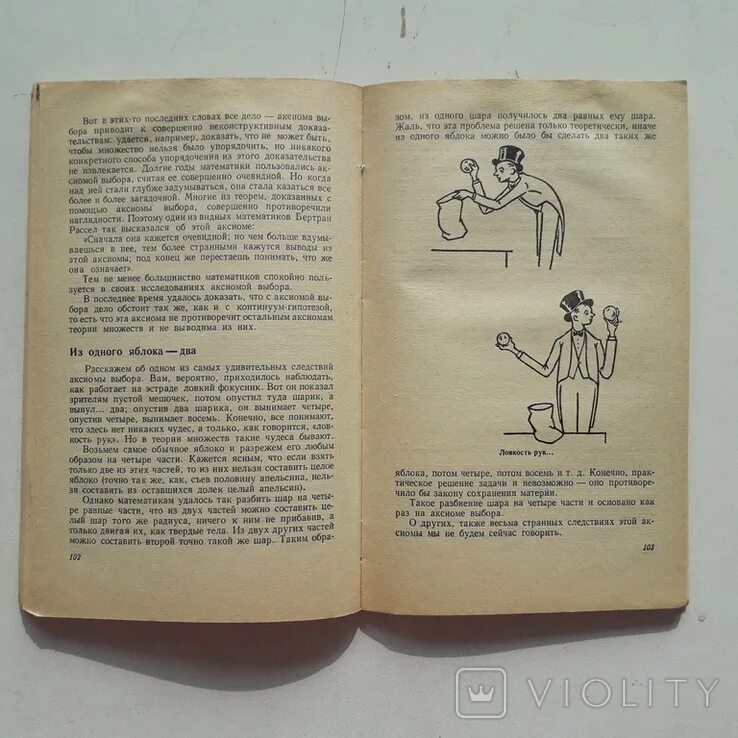 Вот в этих-то последних словах все дело — аксиома вы-
бора приводит к совершенно неконструктивным доказа-
тельствам: удается, например, доказать, что не может быть,
чтобы множество нельзя было упорядочить, но никакого
конкретного способа упорядочения из этого доказательства
не извлекается. Долгие годы математики пользовались ак-
сиомой выбора, считая ее совершенно очевидной. Но когда
над ней стали глубже задумываться, она стала казаться все
более и более загадочной. Многие из теорем, доказанных с
помощью аксиомы выбора, совершенно противоречили
наглядности. Поэтому один из видных математиков Бертран
Рассел так высказался об этой аксиоме:
«Сначала она кажется очевидной; но чем больше вдумы-
ваешься в нее, тем более странными кажутся выводы из
этой аксиомы; под конец же перестаешь понимать, что же
она означает».
Тем не менее большинство математиков спокойно поль-
зуется в своих исследованиях аксиомой выбора.
В последнее время удалось доказать, что с аксиомой вы-
бора дело обстоит так же, как и с континуум-гипотезой,
то есть что эта аксиома не противоречит остальным аксиомам
теории множеств и не выводима из них.
Из одного яблока — два
Расскажем об одном из самых удивительных следствий
аксиомы выбора. Вам, вероятно, приходилось наблюдать,
как работает на эстраде ловкий фокусник. Вот он показал
зрителям пустой мешочек, потом опустил туда шарик, а
вынул... два; опустив два шарика, он вынимает четыре,
опустив четыре — вынимает восемь. Конечно, все понимают,
что здесь нет никаких чудес, а только, как говорится, «лов-
кость рук». Но в теории множеств такие чудеса бывают.
Возьмем самое обычное яблоко и разрежем его любым
образом на четыре части. Кажется ясным, что если взять
только две из этих частей, то из них нельзя составить целое
яблоко (точно так же, как, съев половину апельсина, нель-
зя составить из оставшихся долек целый апельсин).
Однако математикам удалось так разбить шар на четы-
ре равные части, что из двух частей можно составить це-
лый шар того же радиуса, ничего к ним не прибавив, а
только двигая их, как твердые тела. Из двух других частей
можно составить второй точно такой же шар. Таким обра-
102
зом, из одного шара получилось два равных ему шара.
Жаль, что эта проблема решена только теоретически, иначе
из одного яблока можно было бы сделать два таких же
Ловкость рук...
яблока, потом четыре, потом восемь и т. д. Конечно, прак-
тическое решение задачи и невозможно — оно противоречи-
ло бы закону сохранения материи.
Такое разбиение шара на четыре части и основано как
раз на аксиоме выбора.
О других, также весьма странных следствиях этой ак-
сиомы мы не будем сейчас говорить.
103
VIOLITY